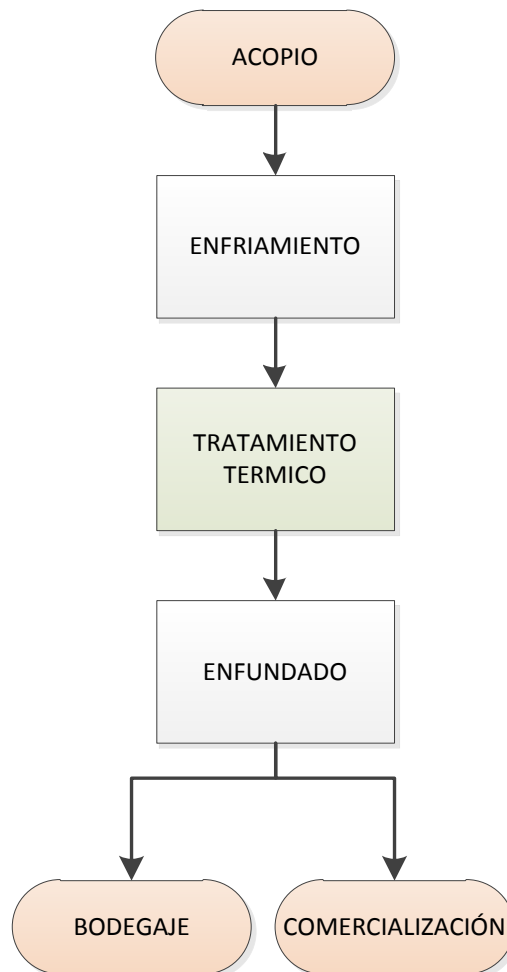 ACOPIO
ENFRIAMIENTO
TRATAMIENTO
TERMICO
ENFUNDADO
BODEGAJE
COMERCIALIZACIÓN